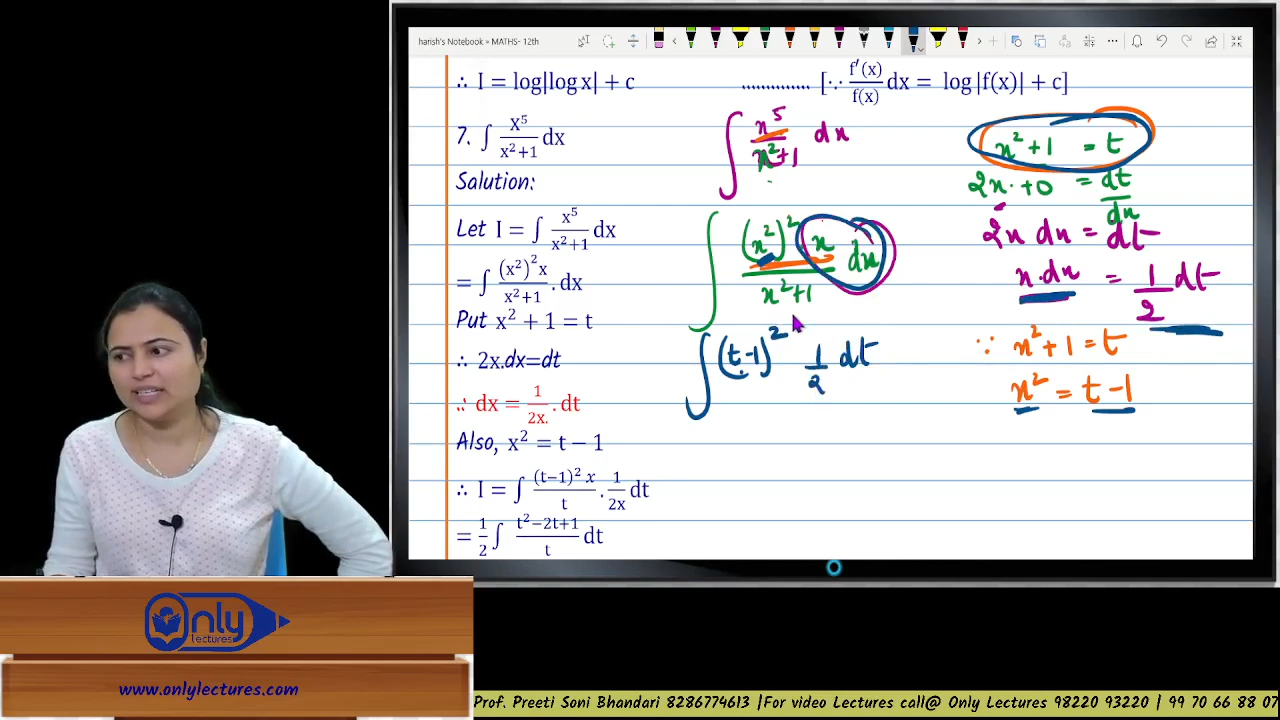 harish's Notebook » MATHS- 12th
∴ I = log|log x| + c .............. [∵ f'(x)/f(x) dx = log|f(x)| + c]
7. ∫ x⁵/(x²+1) dx
Salution:
Let I = ∫ x⁵/(x²+1) dx
= ∫ (x²)²x/(x²+1) . dx
Put x² + 1 = t
∴ 2x.dx=dt
∴ dx = 1/2x. . dt
Also, x² = t − 1
∴ I = ∫ (t−1)² x/t . 1/2x dt
= 1/2 ∫ (t²−2t+1)/t dt
∫ x⁵/(x²+1) dx
∫ (x²)² x dx/(x²+1)
∫ (t-1)² 1/2 dt
x² + 1 = t
2x. + 0 = dt/dx
2x dx = dt
x.dx = 1/2 dt
∵ x² + 1 = t
x² = t - 1
Only
lectures
www.onlylectures.com
Prof. Preeti Soni Bhandari 8286774613 |For video Lectures call@ Only Lectures 98220 93220 | 99 70 66 88 07